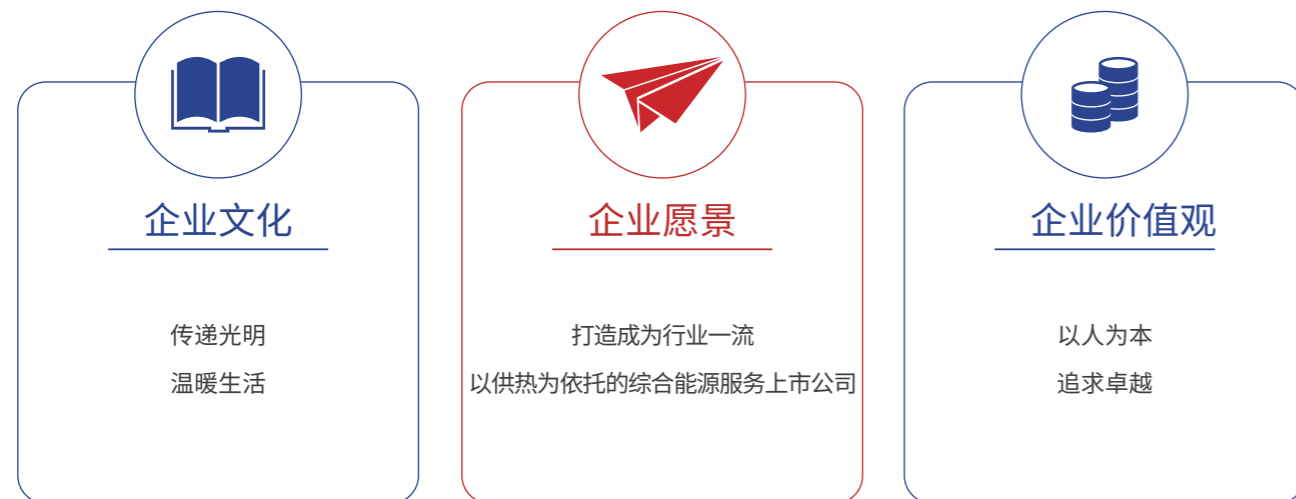 企业文化
传递光明
温暖生活
企业愿景
打造成为行业一流
以供热为依托的综合能源服务上市公司
企业价值观
以人为本
追求卓越